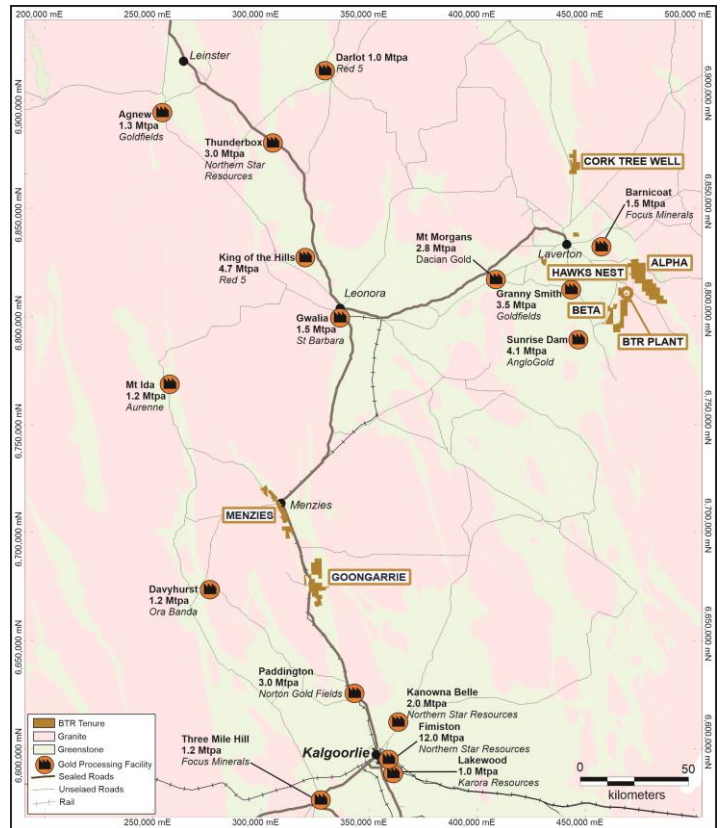 200,000 mE
250,000 mE
300,000 mE
350,000 mE
400,000 mE
450,000 mE
500,000 mE
Leinster
Darlot 1.0 Mtpa
Red 5
6,900,000 mN
6,900,000 mN
Agnew
1.3 Mtpa
Goldfields
Thunderbox
3.0 Mtpa
Northern Star
Resources
CORK TREE WELL
6,850,000 mN
6,850,000 mN
Barnicoat
1.5 Mtpa
Focus Minerals
Mt Morgans
2.8 Mtpa
Dacian Gold
Laverton
King of the Hills
4.7 Mtpa
Red 5
HAWKS NEST
ALPHA
Leonora
Granny Smith
3.5 Mtpa
Goldfields
6,800,000 mN
6,800,000 mN
Gwalia
1.5 Mtpa
St Barbara
BETA
BTR PLANT
Sunrise Dam
4.1 Mtpa
AngloGold
Mt Ida
1.2 Mtpa
Aurenne
6,750,000 mN
6,750,000 mN
Menzies
MENZIES
6,700,000 mN
6,700,000 mN
GOONGARRIE
Davyhurst
1.2 Mtpa
Ora Banda
6,650,000 mN
6,650,000 mN
Paddington
3.0 Mtpa
Norton Gold Fields
Kanowna Belle
2.0 Mtpa
Northern Star Resources
Fimiston
12.0 Mtpa
Northern Star Resources
6,600,000 mN
6,600,000 mN
Three Mile Hill
1.2 Mtpa
Focus Minerals
Kalgoorlie
Lakewood
1.0 Mtpa
Karora Resources
BTR Tenure
Granite
Greenstone
Gold Processing Facility
Sealed Roads
Unselaed Roads
Rail
0
50
kilometers
200,000 mE
250,000 mE
300,000 mE
350,000 mE
400,000 mE
450,000 mE
500,000 mE